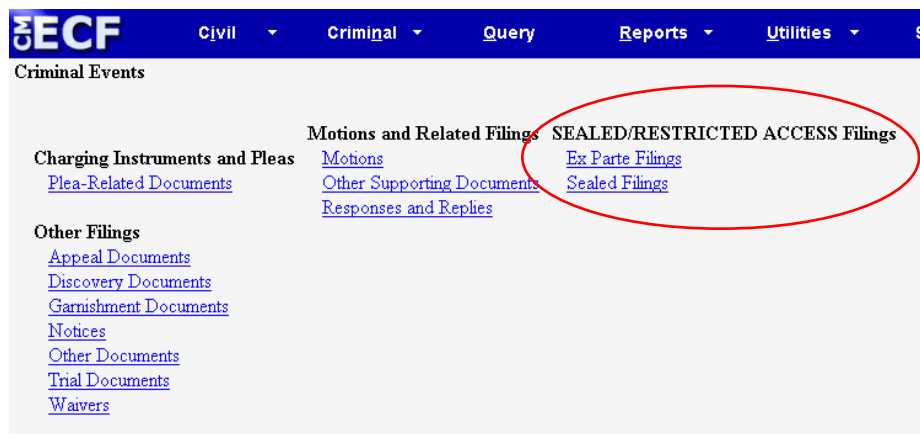 CM ECF Civil Criminal Query Reports Utilities S
Criminal Events
Motions and Related Filings SEALED/RESTRICTED ACCESS Filings
Charging Instruments and Pleas Motions Ex Parte Filings
Plea-Related Documents Other Supporting Documents Sealed Filings
Responses and Replies
Other Filings
Appeal Documents
Discovery Documents
Garnishment Documents
Notices
Other Documents
Trial Documents
Waivers